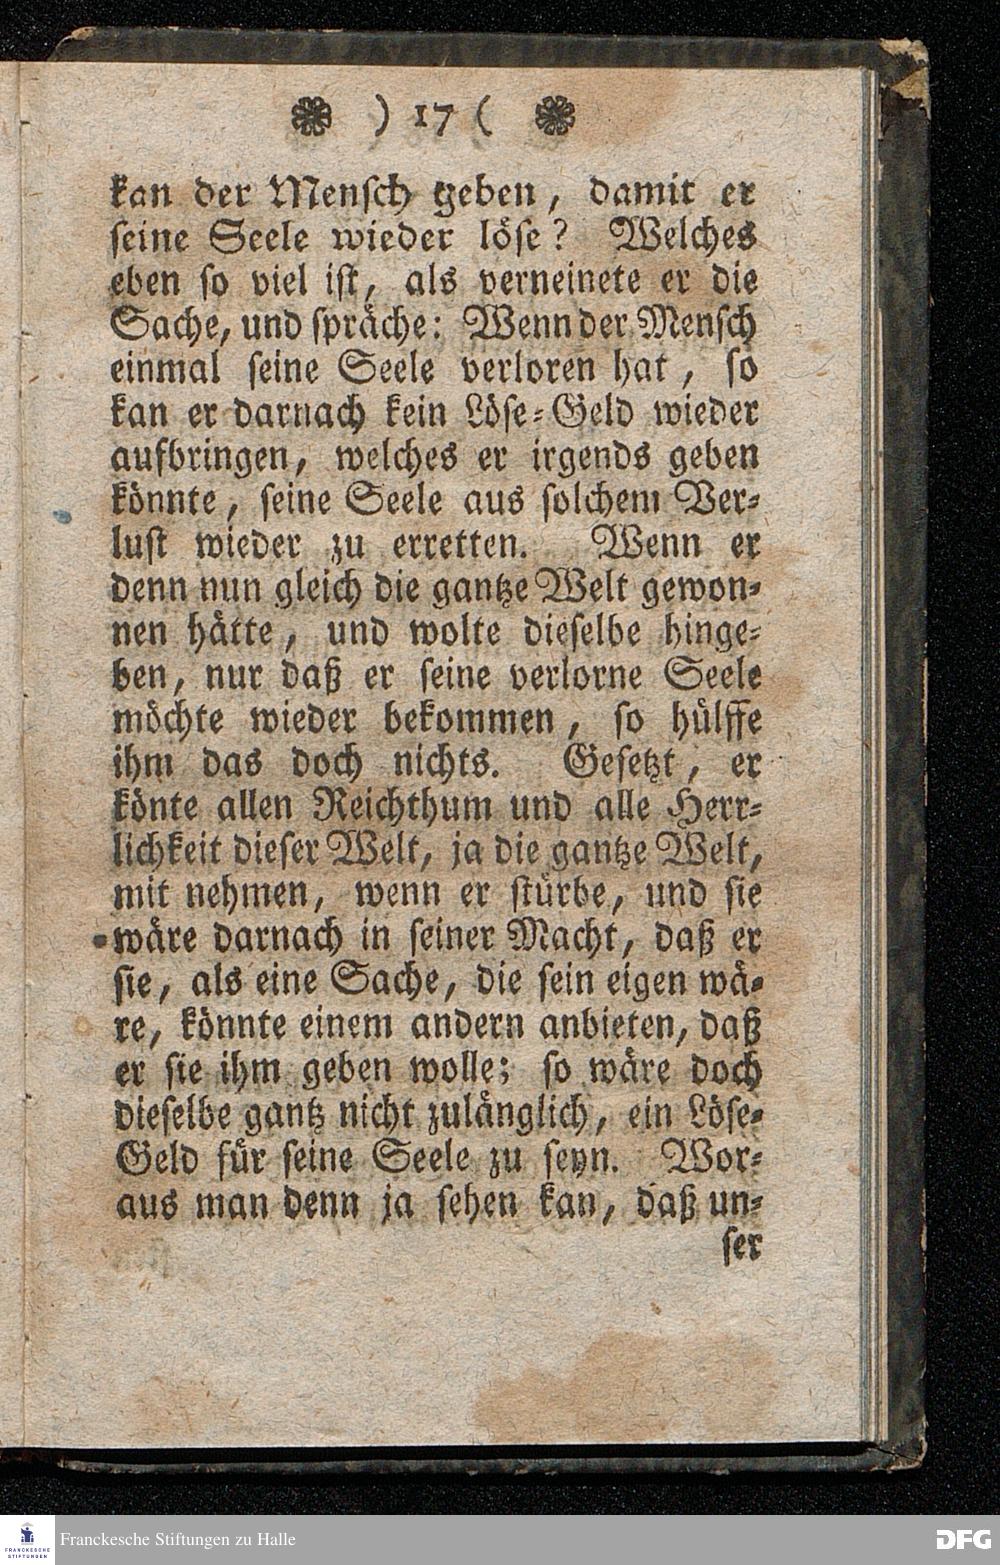 ❁ ) 17 ( ❁
kan der Mensch geben, damit er
seine Seele wieder löse? Welches
eben so viel ist, als verneinete er die
Sache, und spräche: Wenn der Mensch
einmal seine Seele verloren hat, so
kan er darnach kein Löse-Geld wieder
aufbringen, welches er irgends geben
könnte, seine Seele aus solchem Ver-
lust wieder zu erretten. Wenn er
denn nun gleich die gantze Welt gewon-
nen hätte, und wolte dieselbe hinge-
ben, nur daß er seine verlorne Seele
möchte wieder bekommen, so hülffe
ihm das doch nichts. Gesetzt, er
könte allen Reichthum und alle Herr-
lichkeit dieser Welt, ja die gantze Welt,
mit nehmen, wenn er stürbe, und sie
wäre darnach in seiner Macht, daß er
sie, als eine Sache, die sein eigen wä-
re, könnte einem andern anbieten, daß
er sie ihm geben wolle; so wäre doch
dieselbe gantz nicht zulänglich, ein Löse-
Geld für seine Seele zu seyn. Wor-
aus man denn ja sehen kan, daß un-
ser
Franckesche Stiftungen zu Halle
FRANCKESCHE
STIFTUNGEN
DFG